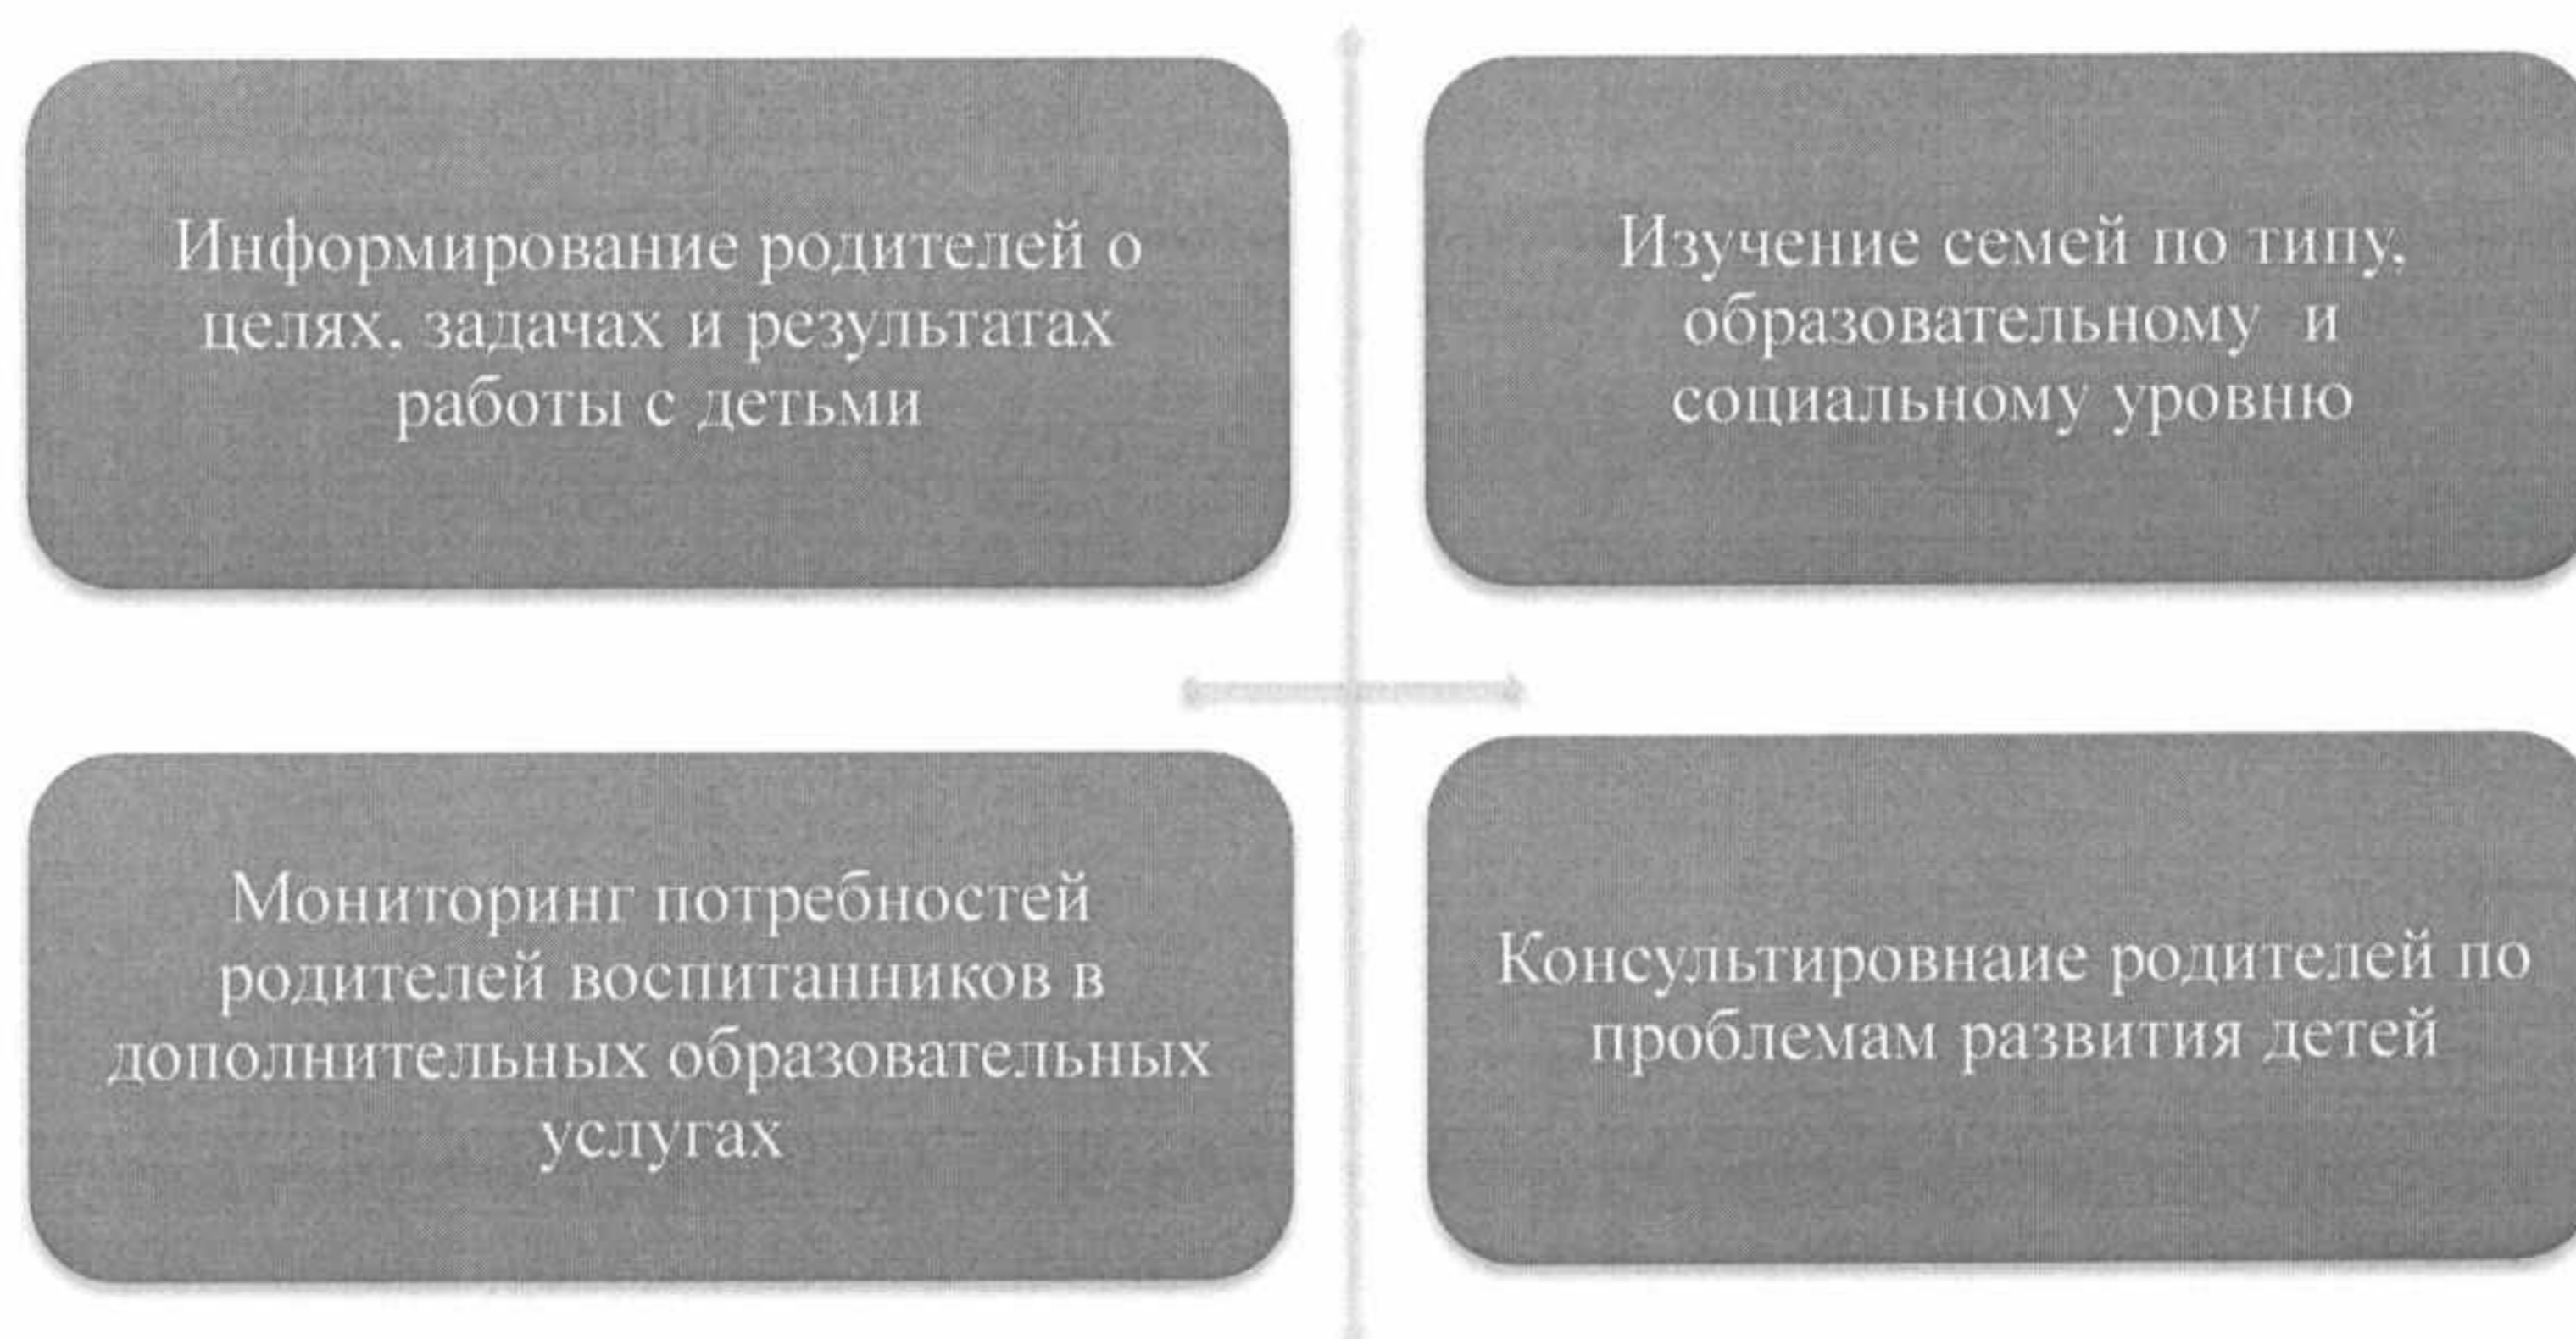 Информирование родителей о
целях, задачах и результатах
работы с детьми
Изучение семей по типу,
образовательному и
социальному уровню
Мониторинг потребностей
родителей воспитанников в
дополнительных образовательных
услугах
Консультировнаие родителей по
проблемам развития детей